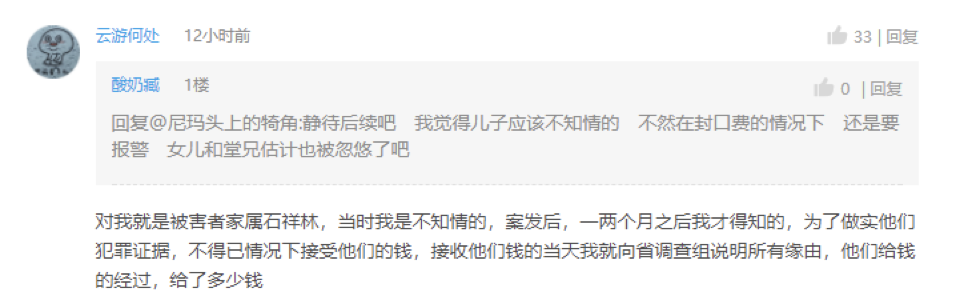 云游何处 12小时前 33 | 回复
酸奶臧 1楼 0 | 回复
回复@尼玛头上的犄角:静待后续吧 我觉得儿子应该不知情的 不然在封口费的情况下 还是要
报警 女儿和堂兄估计也被忽悠了吧
对我就是被害者家属石祥林，当时我是不知情的，案发后，一两个月之后我才得知的，为了做实他们
犯罪证据，不得已情况下接受他们的钱，接收他们钱的当天我就向省调查组说明所有缘由，他们给钱
的经过，给了多少钱